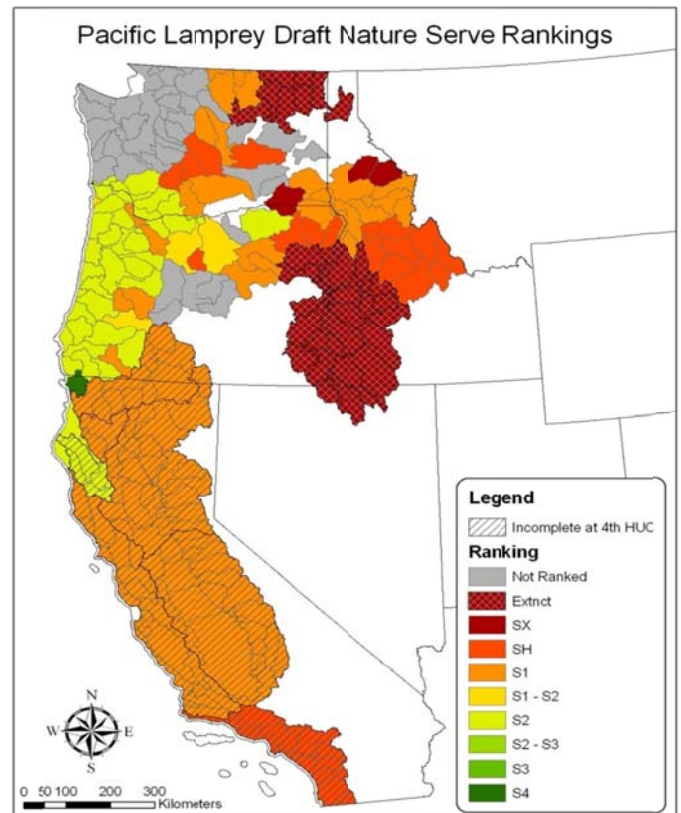 Pacific Lamprey Draft Nature Serve Rankings
Legend
Incomplete at 4th HUC
Ranking
Not Ranked
Extnct
SX
SH
S1
S1 - S2
S2
S2 - S3
S3
S4
N
W E
S
0 50 100 200 300
Kilometers